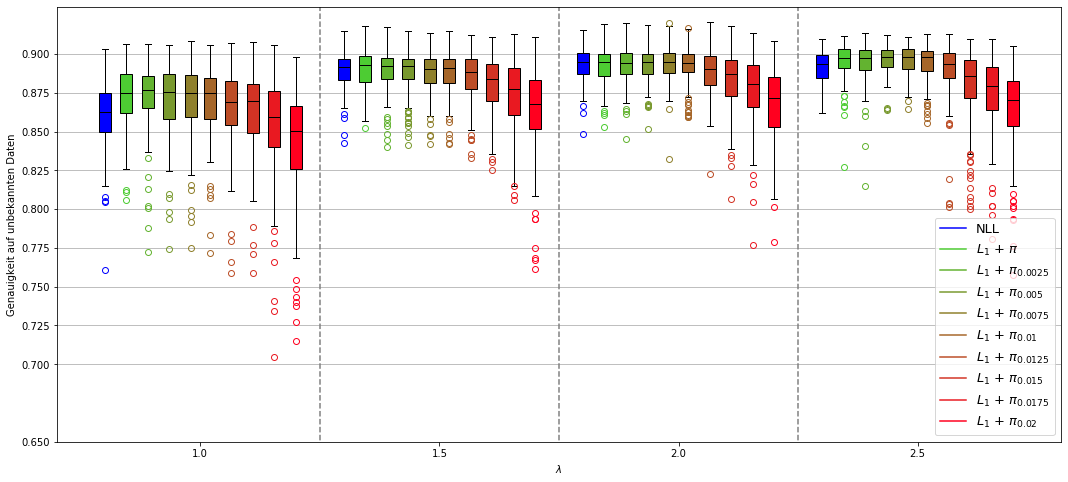 Genauigkeit auf unbekannten Daten
0.900
0.875
0.850
0.825
0.800
0.775
0.750
0.725
0.700
0.650
NLL
L₁ + π
L₁ + π₀.₀₀₂₅
L₁ + π₀.₀₀₅
L₁ + π₀.₀₀₇₅
L₁ + π₀.₀₁
L₁ + π₀.₀₁₂₅
L₁ + π₀.₀₁₅
L₁ + π₀.₀₁₇₅
L₁ + π₀.₀₂
1.0 1.5 2.0 2.5
λ